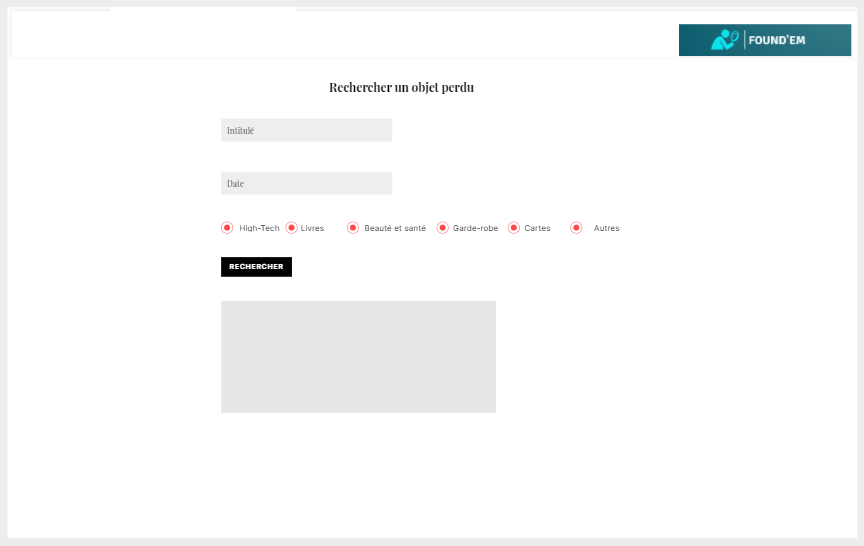 FOUND'EM
Rechercher un objet perdu
Intitulé
Date
High-Tech Livres Beauté et santé Garde-robe Cartes Autres
RECHERCHER